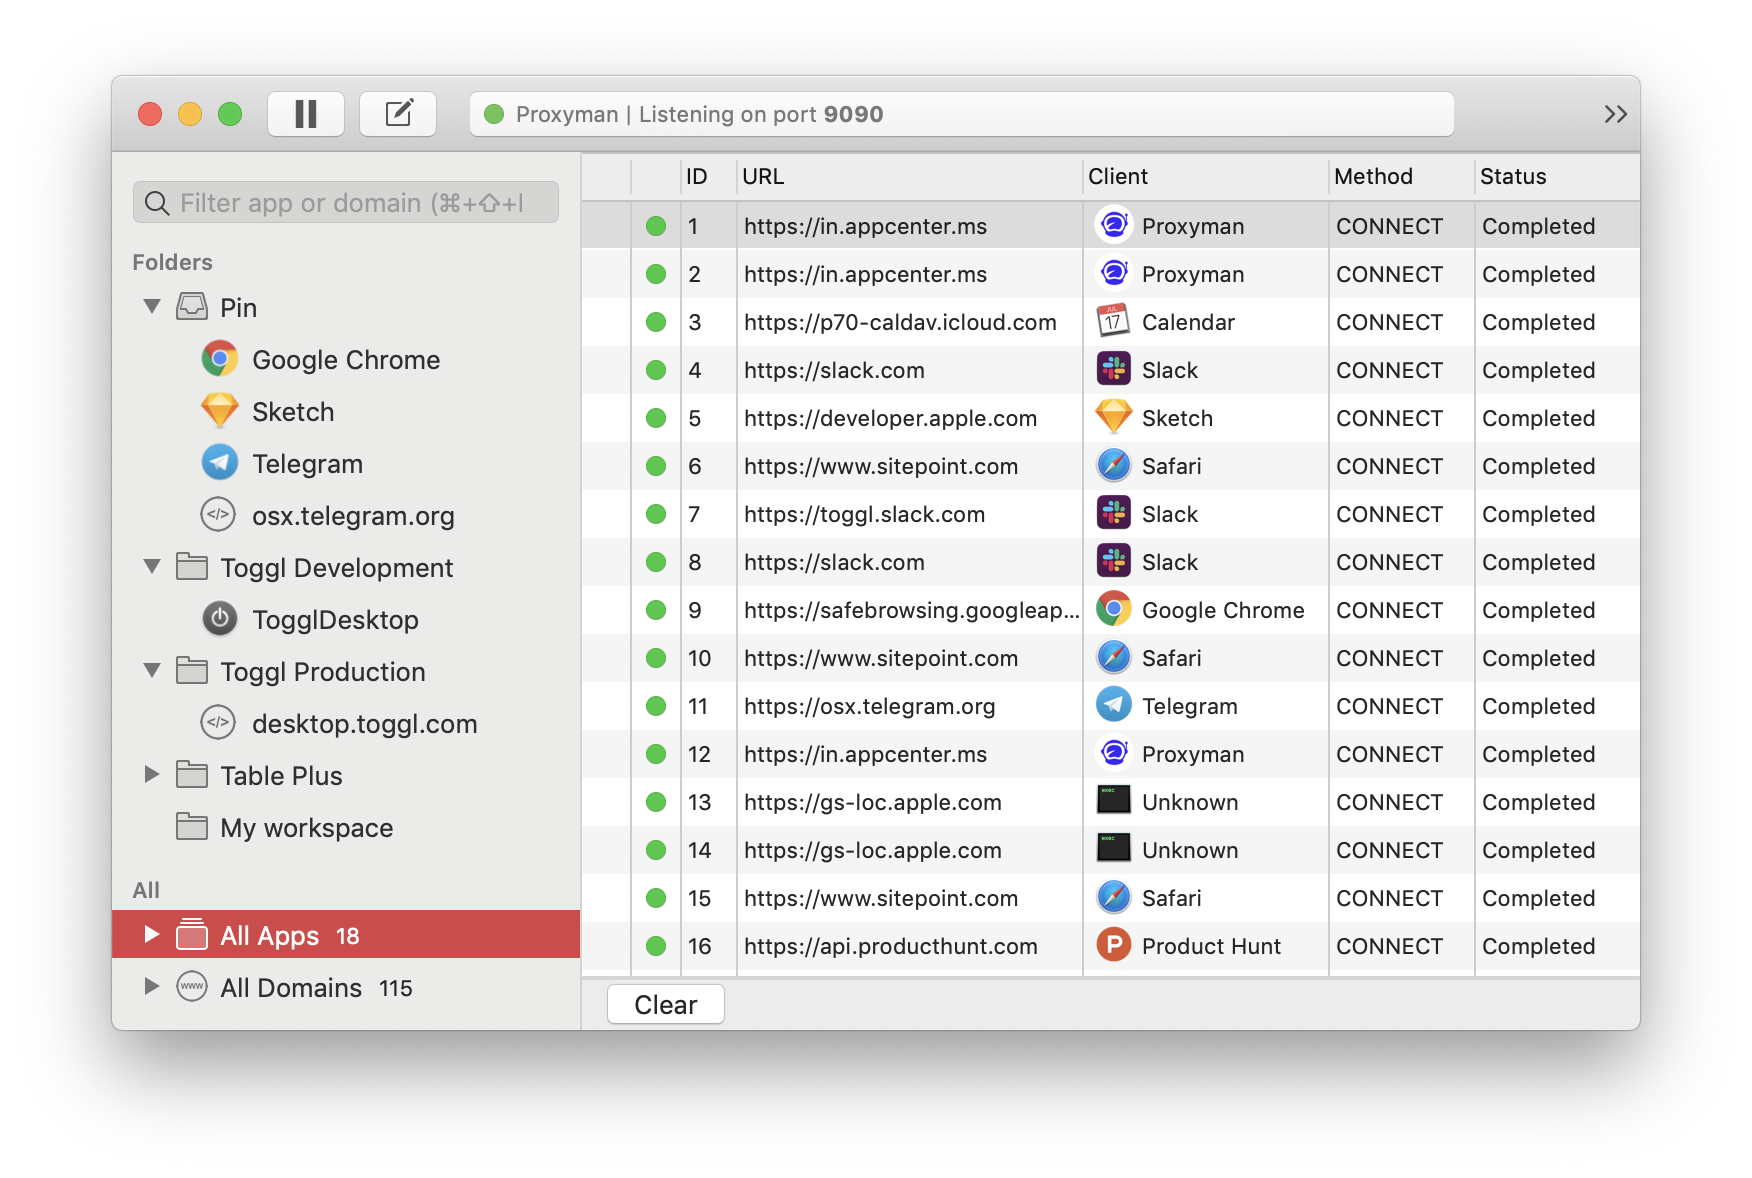 Proxyman | Listening on port 9090
Filter app or domain (⌘+⇧+I
Folders
Pin
Google Chrome
Sketch
Telegram
osx.telegram.org
Toggl Development
TogglDesktop
Toggl Production
desktop.toggl.com
Table Plus
My workspace
All
All Apps 18
www All Domains 115
ID URL Client Method Status
1 https://in.appcenter.ms Proxyman CONNECT Completed
2 https://in.appcenter.ms Proxyman CONNECT Completed
3 https://p70-caldav.icloud.com JUL 17 Calendar CONNECT Completed
4 https://slack.com Slack CONNECT Completed
5 https://developer.apple.com Sketch CONNECT Completed
6 https://www.sitepoint.com Safari CONNECT Completed
7 https://toggl.slack.com Slack CONNECT Completed
8 https://slack.com Slack CONNECT Completed
9 https://safebrowsing.googleap... Google Chrome CONNECT Completed
10 https://www.sitepoint.com Safari CONNECT Completed
11 https://osx.telegram.org Telegram CONNECT Completed
12 https://in.appcenter.ms Proxyman CONNECT Completed
13 https://gs-loc.apple.com exec Unknown CONNECT Completed
14 https://gs-loc.apple.com exec Unknown CONNECT Completed
15 https://www.sitepoint.com Safari CONNECT Completed
16 https://api.producthunt.com P Product Hunt CONNECT Completed
Clear